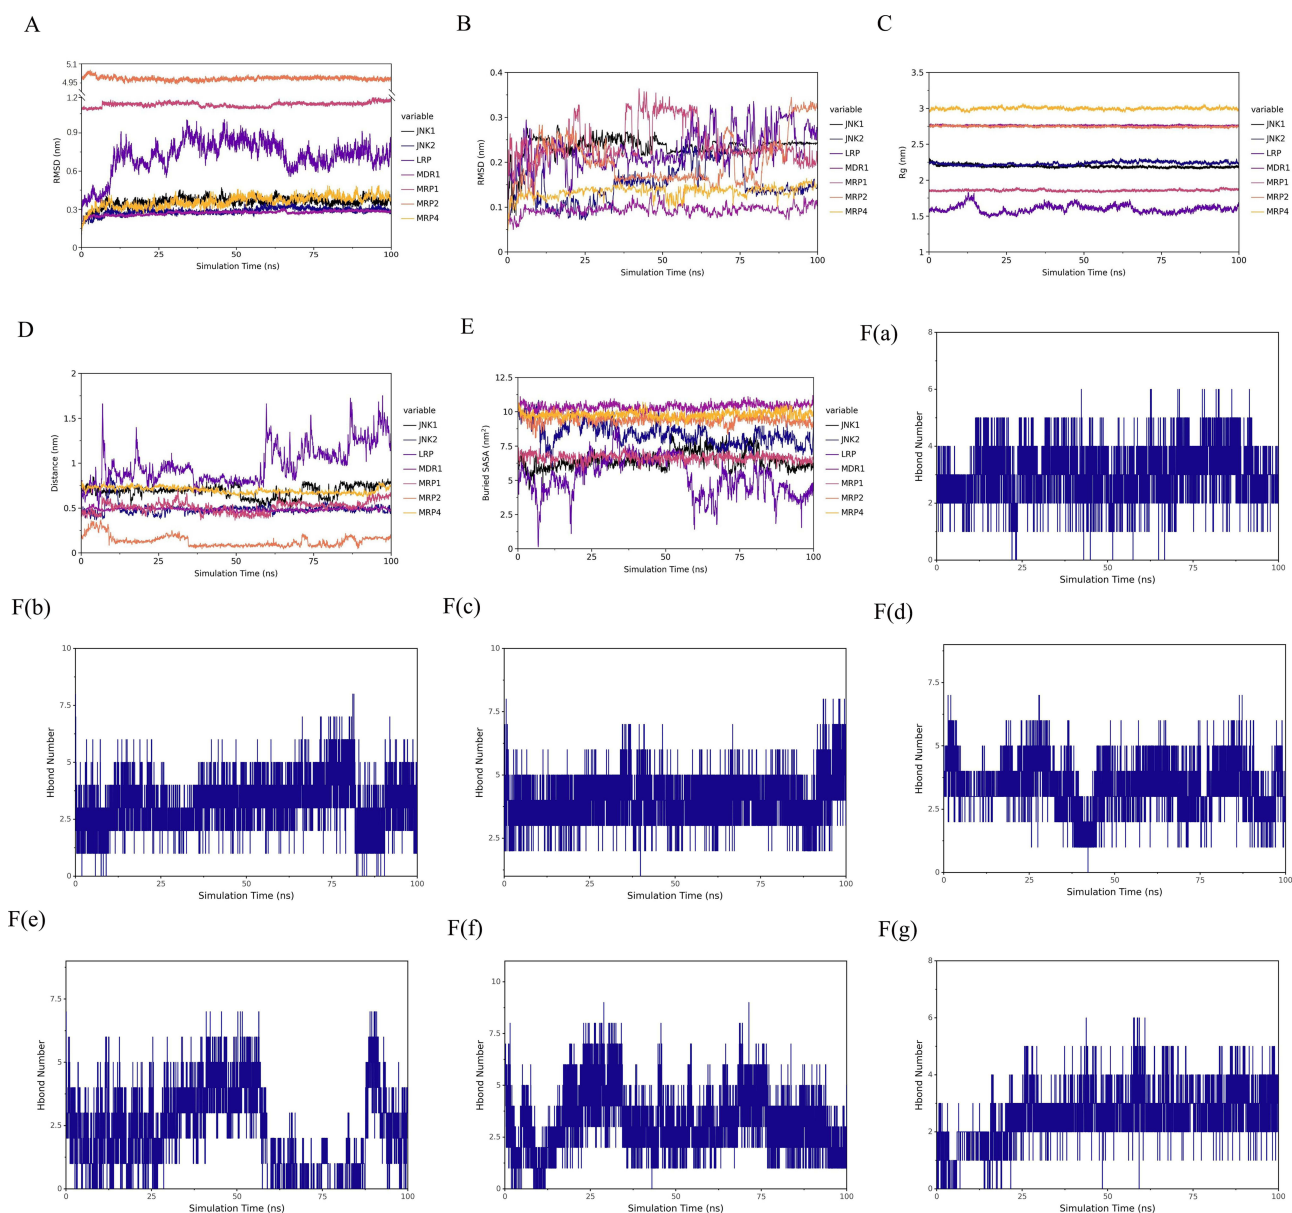 A
RMSD (nm)
5.1
4.95
1.2
0.9
0.6
0.3
0
0
25
50
75
100
Simulation Time (ns)
variable
JNK1
JNK2
LRP
MDR1
MRP1
MRP2
MRP4
B
RMSD (nm)
0.4
0.3
0.2
0.1
0
0
25
50
75
100
Simulation Time (ns)
variable
JNK1
JNK2
LRP
MDR1
MRP1
MRP2
MRP4
C
Rg (nm)
3.5
3
2.5
2
1.5
1
0
25
50
75
100
Simulation Time (ns)
variable
JNK1
JNK2
LRP
MDR1
MRP1
MRP2
MRP4
D
Distance (nm)
2
1.5
1
0.5
0
0
25
50
75
100
Simulation Time (ns)
variable
JNK1
JNK2
LRP
MDR1
MRP1
MRP2
MRP4
E
Buried SASA (nm²)
12.5
10
7.5
5
2.5
0
0
25
50
75
100
Simulation Time (ns)
variable
JNK1
JNK2
LRP
MDR1
MRP1
MRP2
MRP4
F(a)
Hbond Number
8
6
4
2
0
0
25
50
75
100
Simulation Time (ns)
F(b)
Hbond Number
10
7.5
5
2.5
0
0
25
50
75
100
Simulation Time (ns)
F(c)
Hbond Number
10
7.5
5
2.5
0
25
50
75
100
Simulation Time (ns)
F(d)
Hbond Number
7.5
5
2.5
0
0
25
50
75
100
Simulation Time (ns)
F(e)
Hbond Number
7.5
5
2.5
0
0
25
50
75
100
Simulation Time (ns)
F(f)
Hbond Number
10
7.5
5
2.5
0
0
25
50
75
100
Simulation Time (ns)
F(g)
Hbond Number
8
6
4
2
0
0
25
50
75
100
Simulation Time (ns)